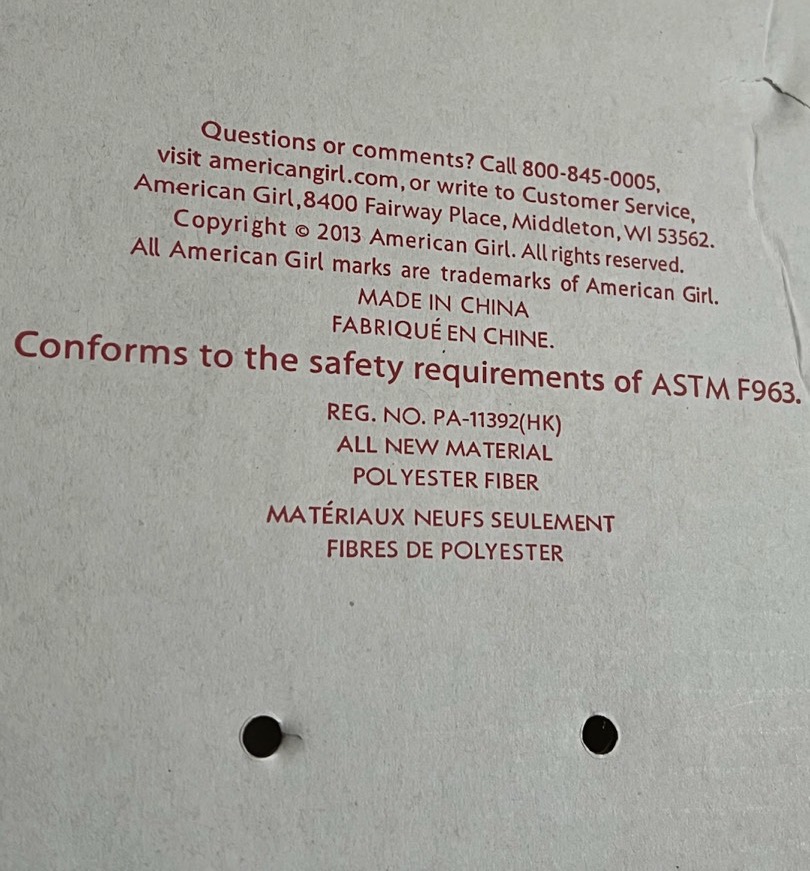 Questions or comments? Call 800-845-0005,
visit americangirl.com, or write to Customer Service,
American Girl, 8400 Fairway Place, Middleton, WI 53562.
Copyright © 2013 American Girl. All rights reserved.
All American Girl marks are trademarks of American Girl.
MADE IN CHINA
FABRIQUÉ EN CHINE.
Conforms to the safety requirements of ASTM F963.
REG. NO. PA-11392(HK)
ALL NEW MATERIAL
POLYESTER FIBER
MATÉRIAUX NEUFS SEULEMENT
FIBRES DE POLYESTER